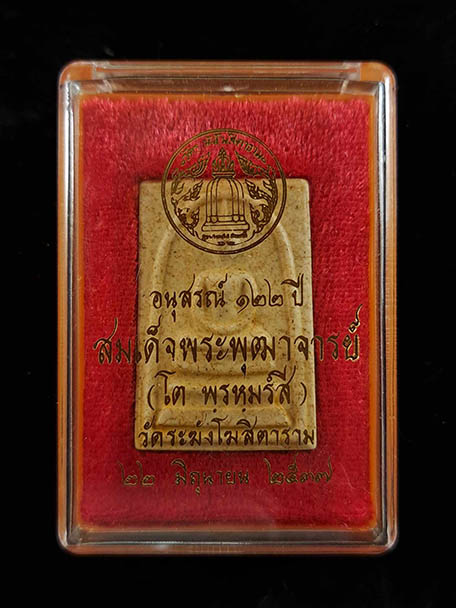 อนุสรณ์ ๑๒๒ ปี
สมเด็จพระพุฒาจารย์
(โต พฺรหฺมรํสี)
วัดระฆังโฆสิตาราม
๒๒ มิถุนายน ๒๕๓๗